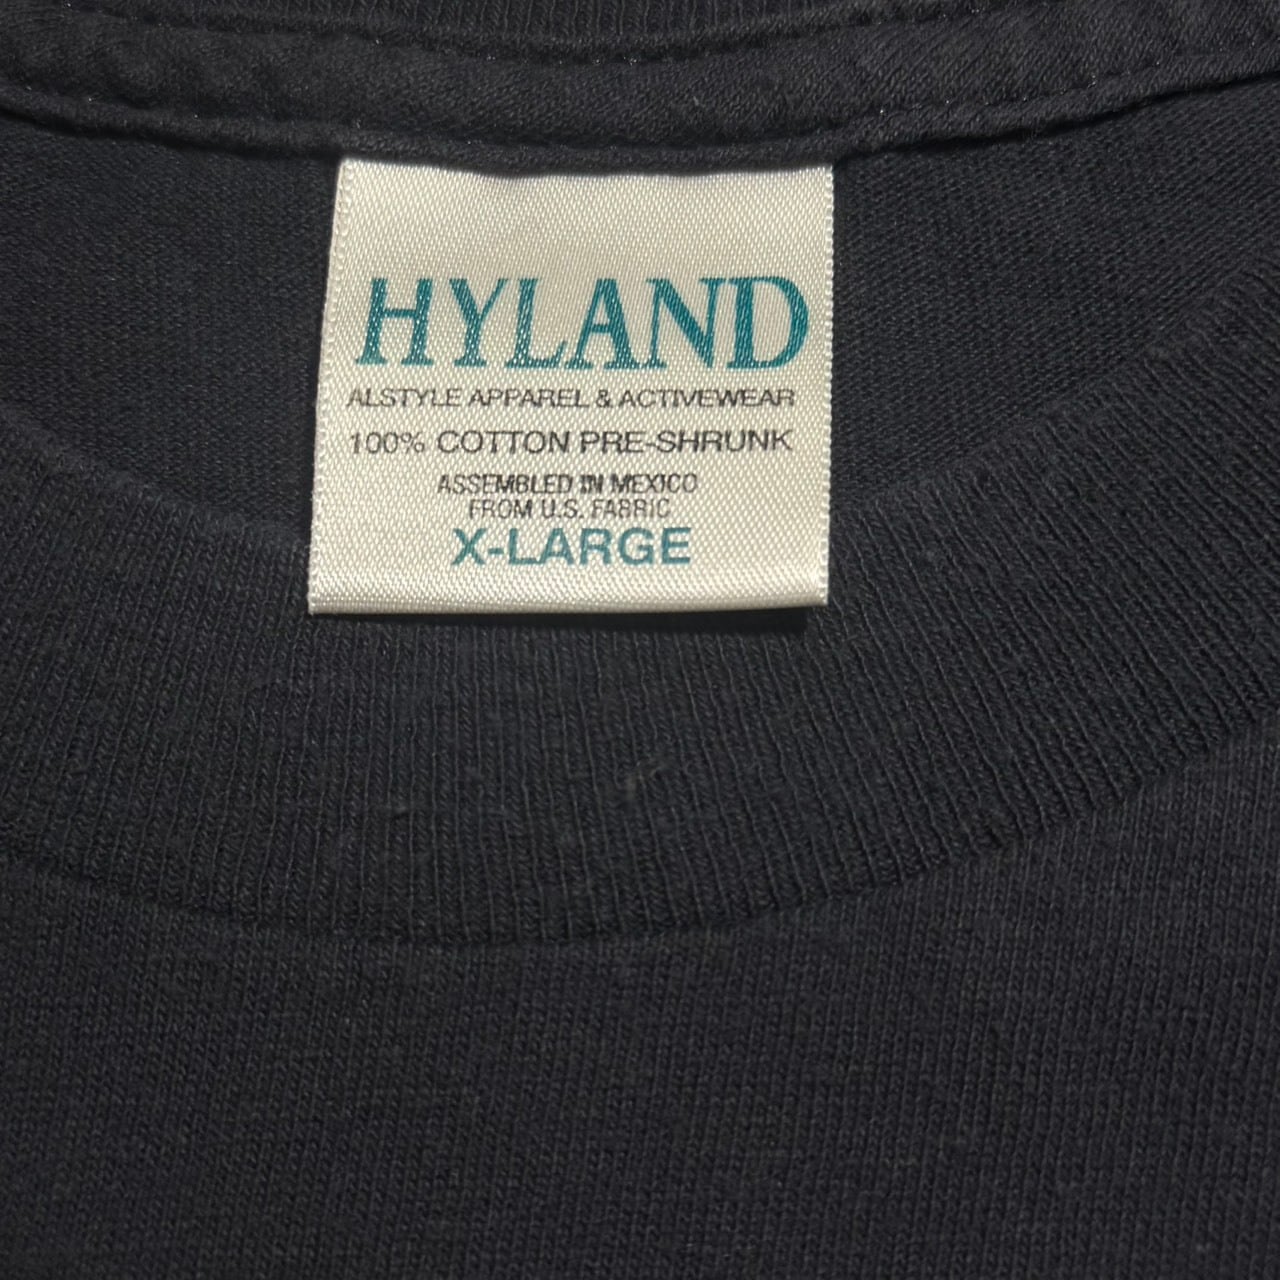 HYLAND
ALSTYLE APPAREL & ACTIVEWEAR
100% COTTON PRE-SHRUNK
ASSEMBLED IN MEXICO
FROM U.S. FABRIC
X-LARGE